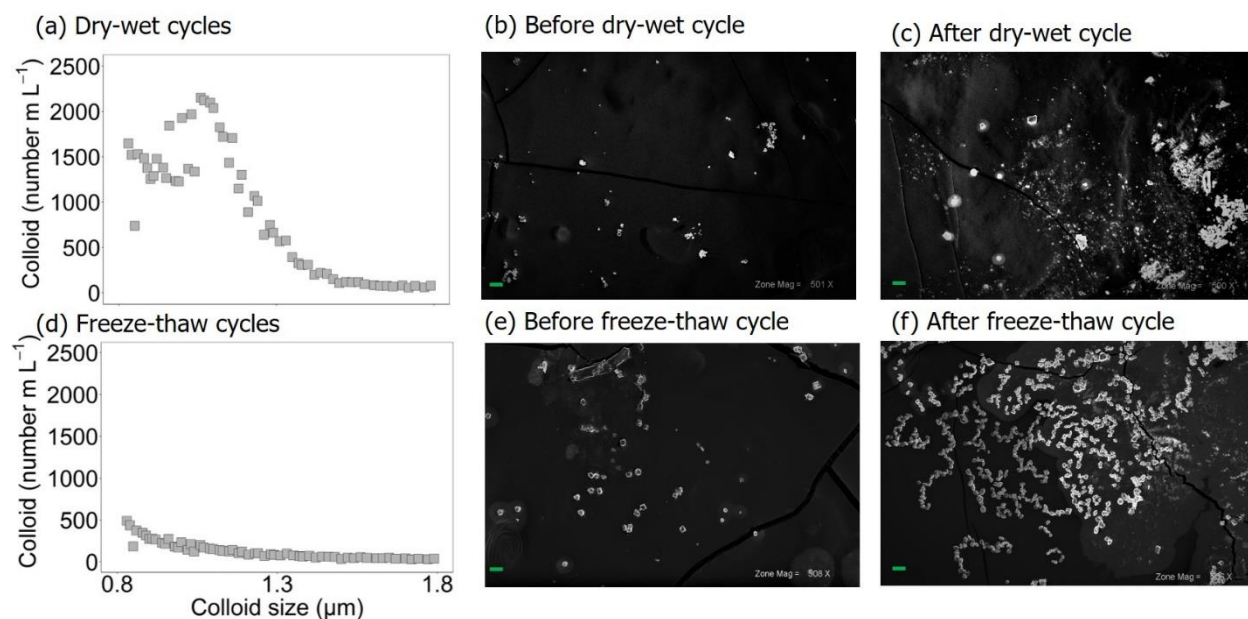 (a) Dry-wet cycles
(b) Before dry-wet cycle
(c) After dry-wet cycle
Colloid (number m L⁻¹)
2500
2000
1500
1000
500
0
Zone Mag = 501 X
Zone Mag = 500 X
(d) Freeze-thaw cycles
(e) Before freeze-thaw cycle
(f) After freeze-thaw cycle
Colloid (number m L⁻¹)
2500
2000
1500
1000
500
0
0.8
1.3
1.8
Colloid size (µm)
Zone Mag = 508 X
Zone Mag =